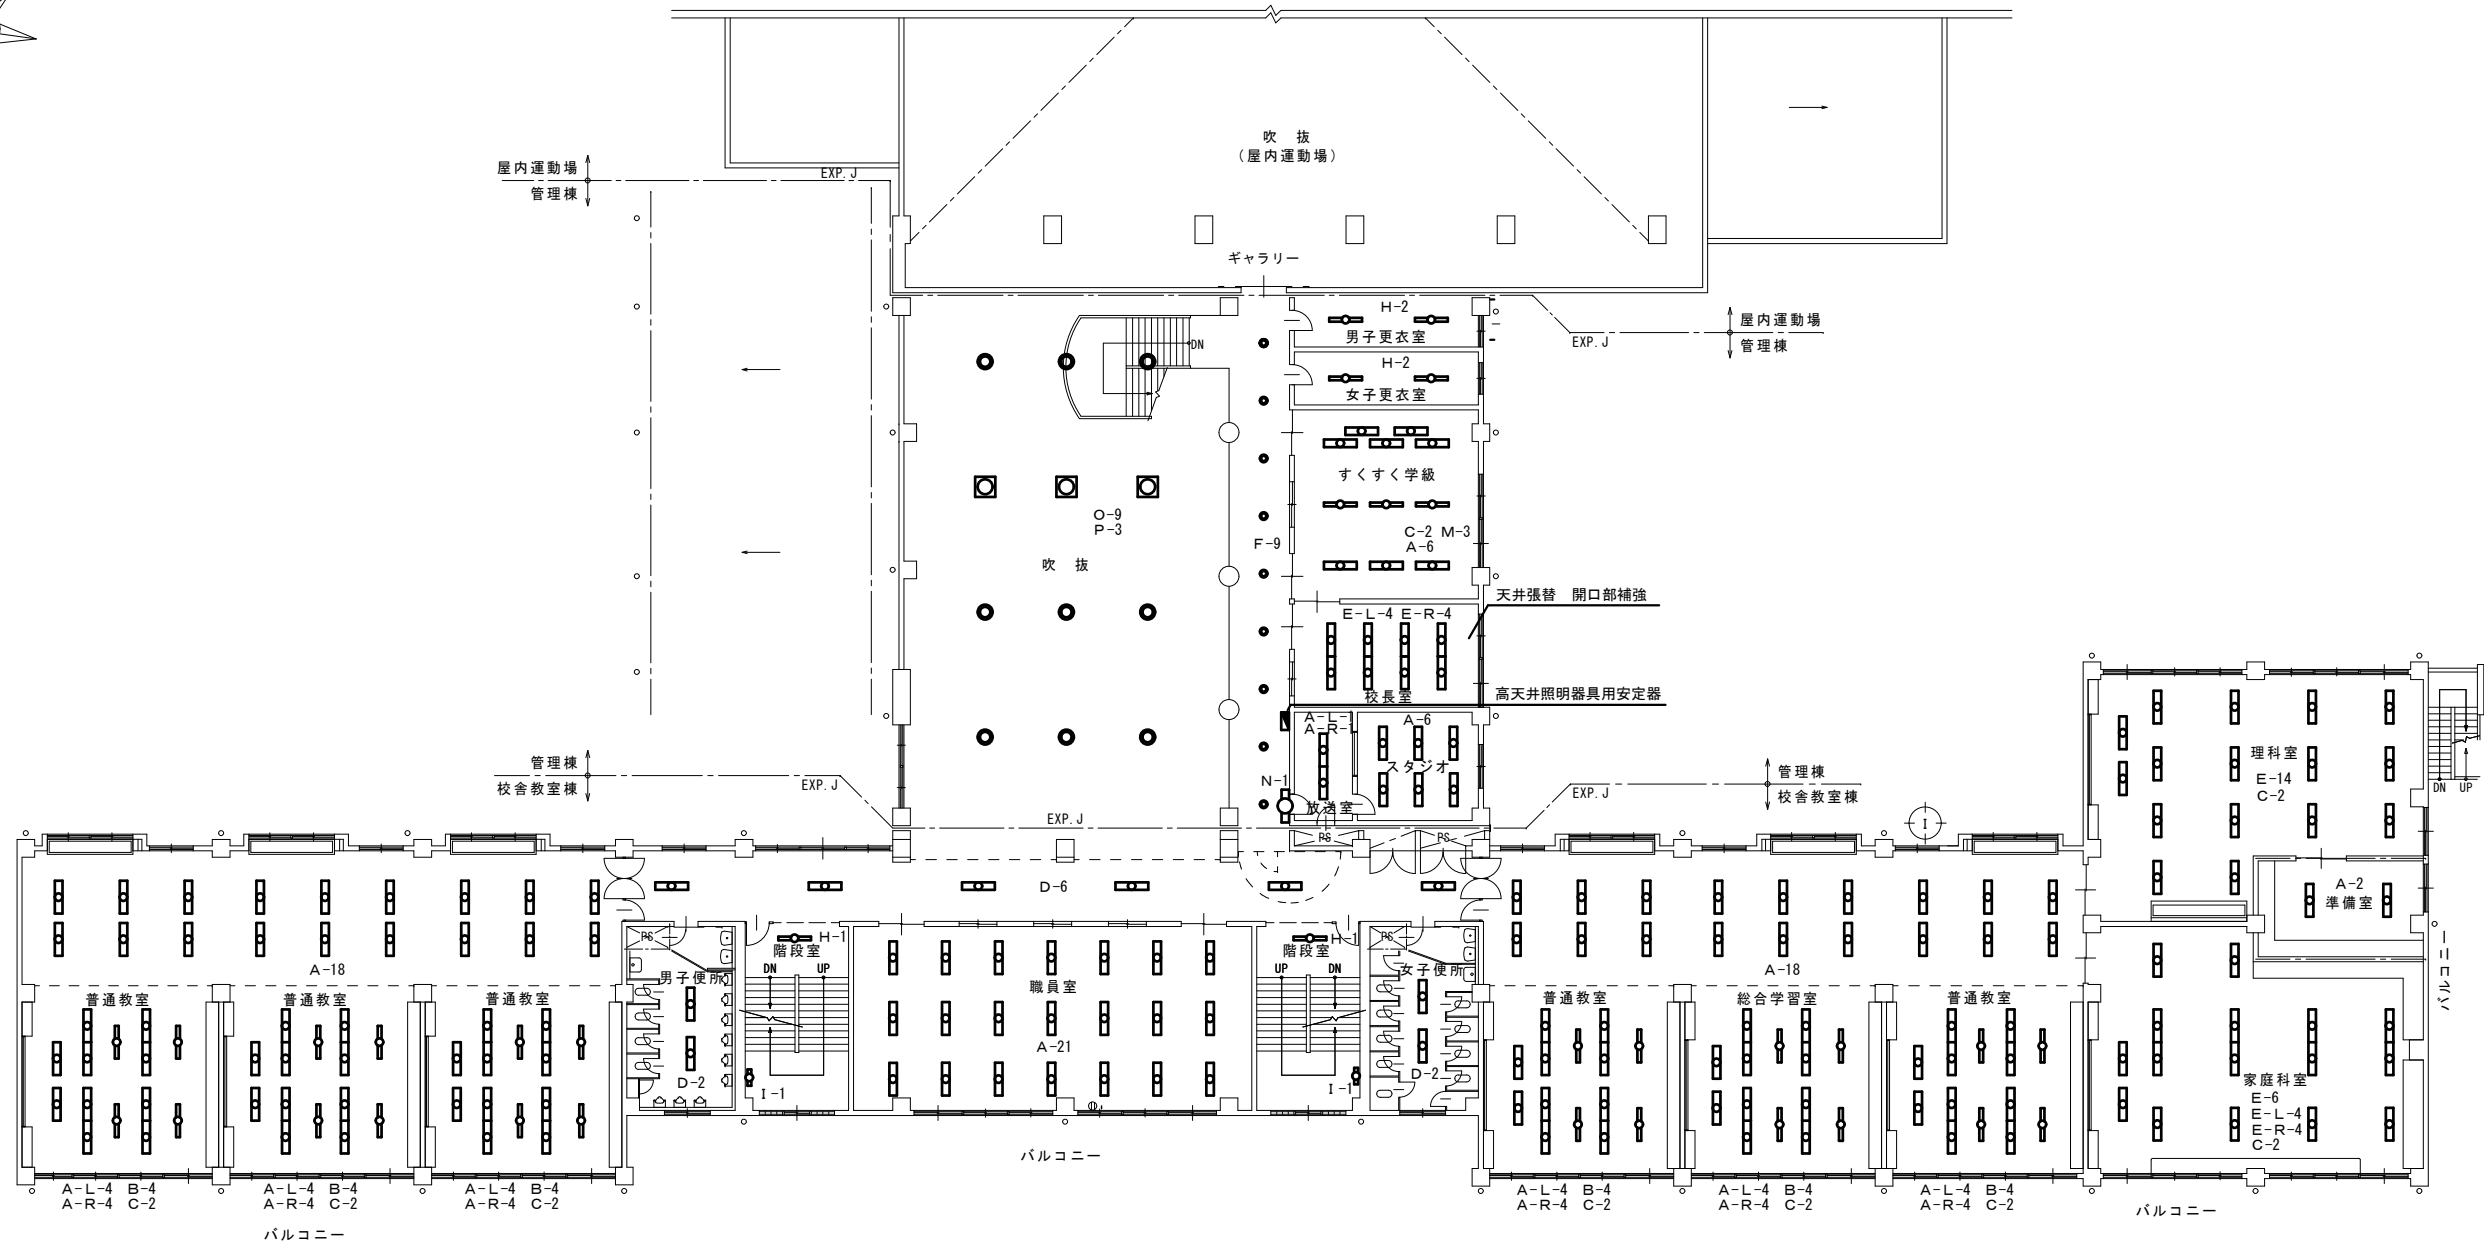 吹　抜
（屋内運動場）
屋内運動場
管理棟
EXP.J
ギャラリー
屋内運動場
管理棟
EXP.J
H-2
男子更衣室
DN
H-2
女子更衣室
すくすく学級
O-9
P-3
C-2 M-3
A-6
F-9
吹　抜
天井張替　開口部補強
E-L-4 E-R-4
校長室
高天井照明器具用安定器
A-L-1
A-R-1
A-6
スタジオ
N-1
放送室
管理棟
校舎教室棟
EXP.J
EXP.J
管理棟
校舎教室棟
EXP.J
理科室
E-14
C-2
DN UP
I
PS
PS
D-6
A-2
準備室
PS
H-1
階段室
DN UP
男子便所
職員室
H-1
階段室
UP DN
PS
女子便所
A-18
A-18
バルコニー
普通教室
普通教室
普通教室
普通教室
総合学習室
普通教室
A-21
D-2
I-1
I-1
D-2
家庭科室
E-6
E-L-4
E-R-4
C-2
バルコニー
A-L-4 B-4
A-R-4 C-2
A-L-4 B-4
A-R-4 C-2
A-L-4 B-4
A-R-4 C-2
A-L-4 B-4
A-R-4 C-2
A-L-4 B-4
A-R-4 C-2
A-L-4 B-4
A-R-4 C-2
バルコニー
バルコニー